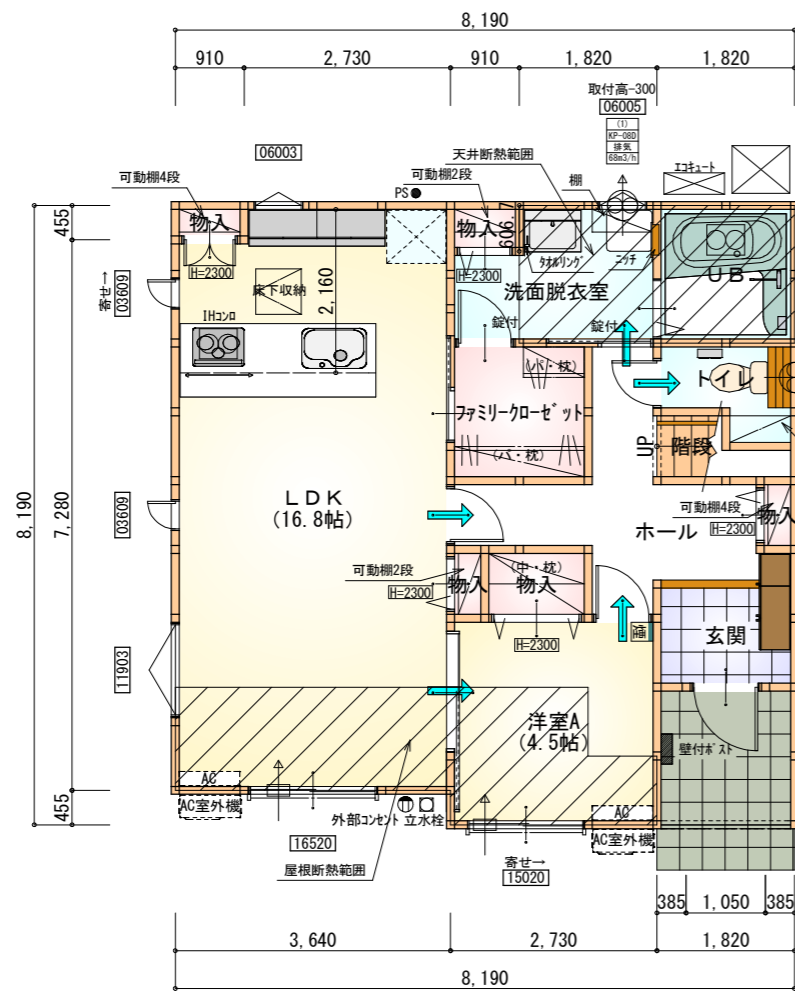 8,190
910
2,730
910
1,820
1,820
取付高-300
06005
(1)
KP-08D
排気
68m3/h
06003
天井断熱範囲
棚
エコキュート
可動棚4段
PS
可動棚2段
455
物入
物入
606.7
タオルリング
ニッチ
UB
H=2300
H=2300
洗面脱衣室
寄せ→
03609
床下収納
2,160
IHコンロ
錠付
錠付
(パ・枕)
トイレ
ファミリークローゼット
UP
階段
(パ・枕)
8,190
7,280
LDK
(16.8帖)
03609
可動棚4段
物入
H=2300
ホール
可動棚2段
物入
H=2300
(中・枕)
物入
H=2300
玄関
11903
洋室A
(4.5帖)
壁付ポスト
AC
AC室外機
455
外部コンセント
立水栓
AC
AC室外機
16520
屋根断熱範囲
寄せ→
15020
385
1,050
385
3,640
2,730
1,820
8,190